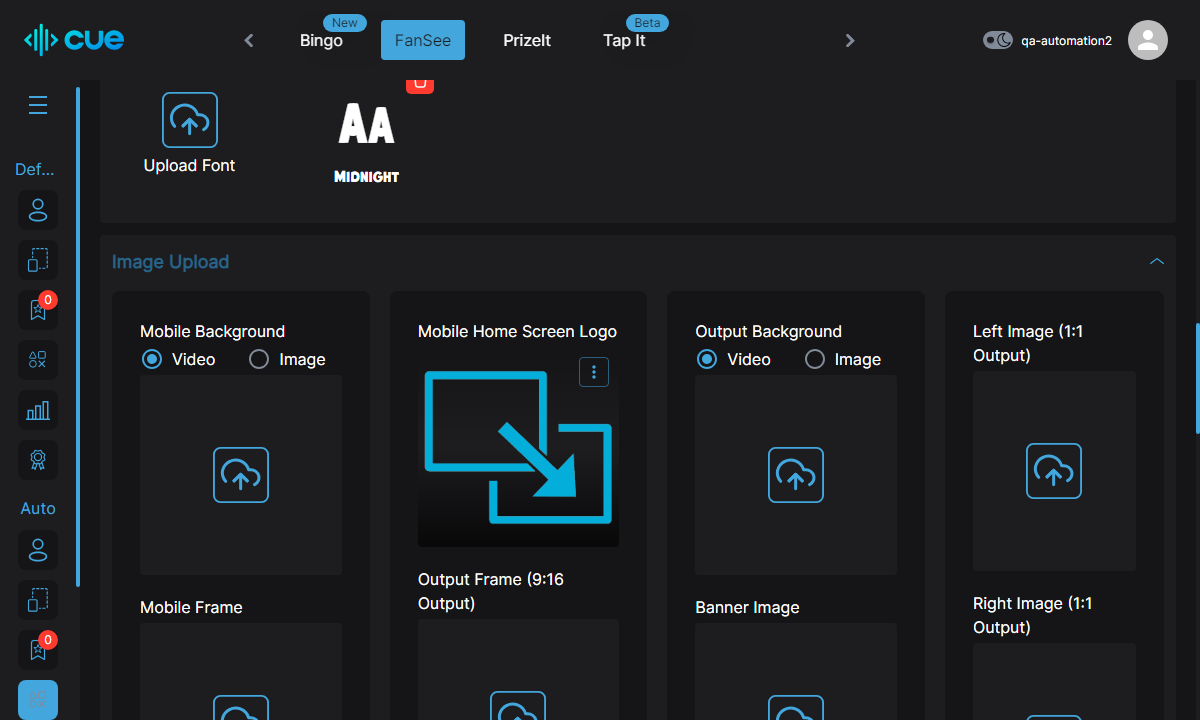 cue
Bingo
New
FanSee
PrizeIt
Tap It
Beta
qa-automation2
Def...
0
Auto
0
Upload Font
AA
MIDNIGHT
Image Upload
Mobile Background
Video
Image
Mobile Home Screen Logo
Output Background
Video
Image
Left Image (1:1
Output)
Mobile Frame
Output Frame (9:16
Output)
Banner Image
Right Image (1:1
Output)